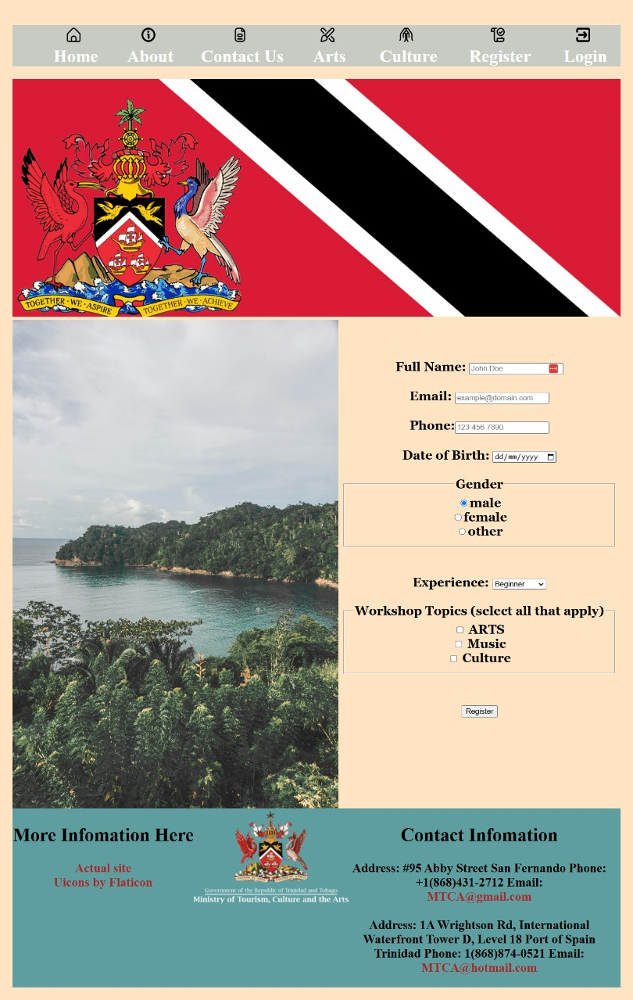 Home About Contact Us Arts Culture Register Login
TOGETHER · WE · ASPIRE TOGETHER · WE · ACHIEVE
Full Name: John Doe
Email: example@domain.com
Phone: 123-456-7890
Date of Birth: dd/mm/yyyy
Gender
male
female
other
Experience: Beginner
Workshop Topics (select all that apply)
ARTS
Music
Culture
Register
More Infomation Here
Actual site
Uicons by Flaticon
Government of the Republic of Trinidad and Tobago
Ministry of Tourism, Culture and the Arts
Contact Infomation
Address: #95 Abby Street San Fernando Phone:
+1(868)431-2712 Email:
MTCA@gmail.com
Address: 1A Wrightson Rd, International
Waterfront Tower D, Level 18 Port of Spain
Trinidad Phone: 1(868)874-0521 Email:
MTCA@hotmail.com